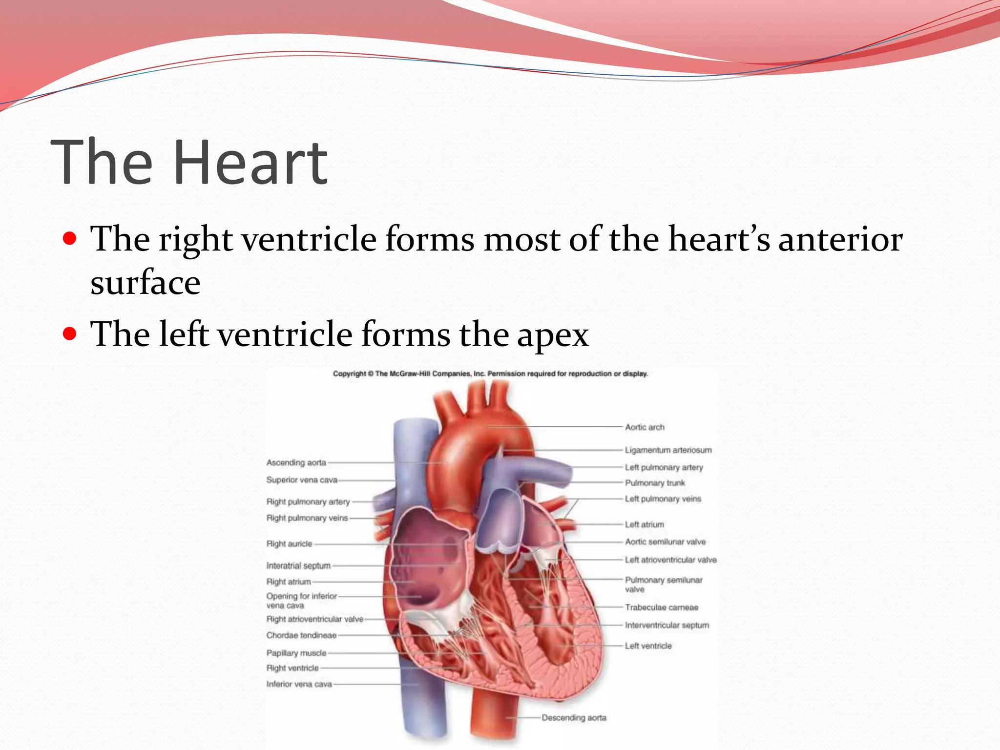 The Heart
The right ventricle forms most of the heart’s anterior
surface
The left ventricle forms the apex
Copyright © The McGraw-Hill Companies, Inc. Permission required for reproduction or display.
Ascending aorta
Superior vena cava
Right pulmonary artery
Right pulmonary veins
Right auricle
Interatrial septum
Right atrium
Opening for inferior
vena cava
Right atrioventricular valve
Chordae tendineae
Papillary muscle
Right ventricle
Inferior vena cava
Aortic arch
Ligamentum arteriosum
Left pulmonary artery
Pulmonary trunk
Left pulmonary veins
Left atrium
Aortic semilunar valve
Left atrioventricular valve
Pulmonary semilunar
valve
Trabeculae carneae
Interventricular septum
Left ventricle
Descending aorta